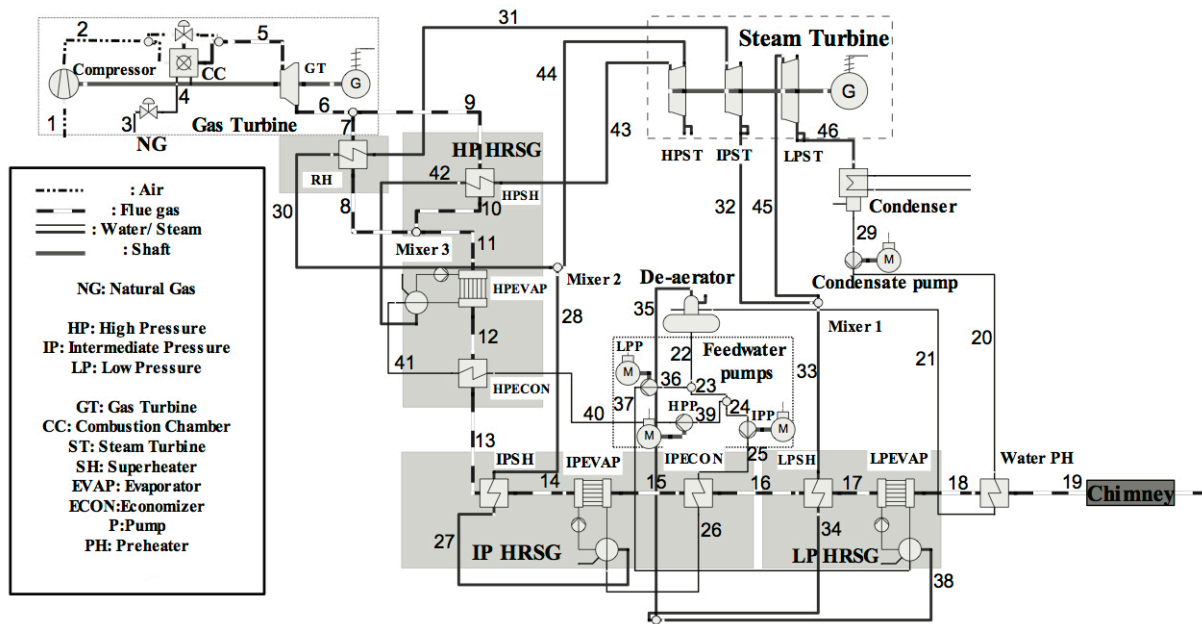 31
2
5
Steam Turbine
Compressor
CC
GT
G
44
4
6
9
G
1
3
Gas Turbine
7
43
46
NG
HP HRSG
HPST
IPST
LPST
42
RH
HPSH
: Air
30
8
10
32
45
Condenser
: Flue gas
29
: Water/ Steam
Mixer 3
11
M
: Shaft
Mixer 2
De-aerator
Condensate pump
NG: Natural Gas
HPEVAP
35
Mixer 1
28
HP: High Pressure
12
22
Feedwater
pumps
21
20
IP: Intermediate Pressure
LPP
33
LP: Low Pressure
41
M
36
23
HPECON
37
HPP
24
IPP
GT: Gas Turbine
40
39
M
CC: Combustion Chamber
M
25
ST: Steam Turbine
13
IPSH
IPEVAP
IPECON
LPSH
LPEVAP
Water PH
SH: Superheater
14
15
16
17
18
19
Chimney
EVAP: Evaporator
ECON:Economizer
P:Pump
26
PH: Preheater
27
34
IP HRSG
LP HRSG
38